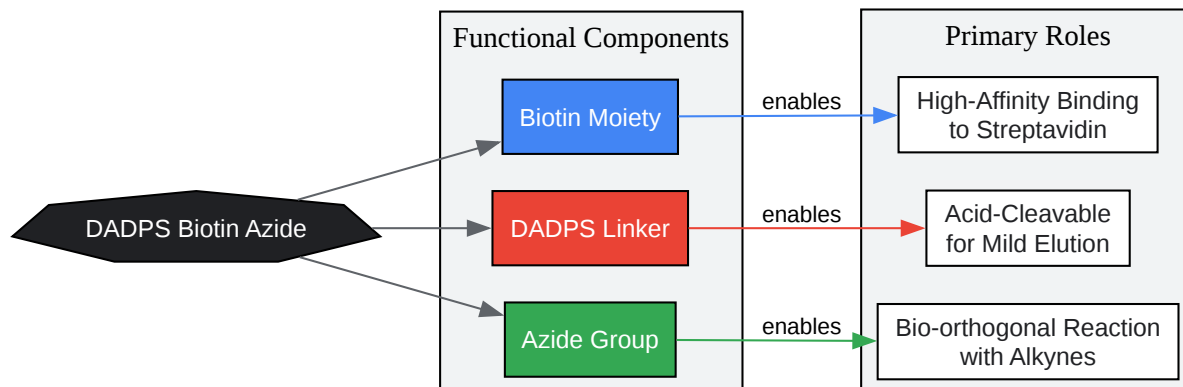 Functional Components
Primary Roles
DADPS Biotin Azide
Biotin Moiety
enables
High-Affinity Binding
to Streptavidin
DADPS Linker
enables
Acid-Cleavable
for Mild Elution
Azide Group
enables
Bio-orthogonal Reaction
with Alkynes